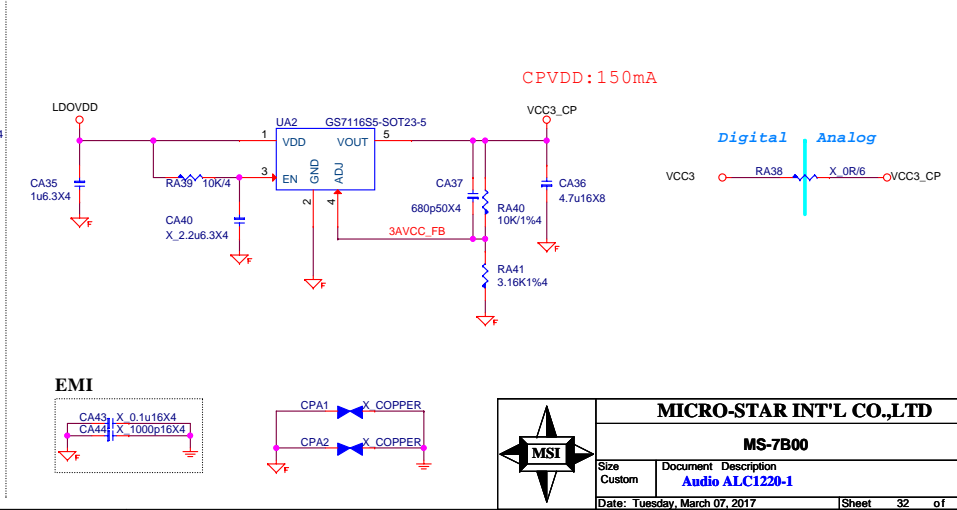 CPVDD:150mA
LDOVDD
VCC3_CP
UA2
GS7116S5-SOT23-5
1
VDD
VOUT
5
3
EN
GND
ADJ
2
4
CA35
1u6.3X4
F
RA39
10K/4
CA40
X_2.2u6.3X4
F
F
3AVCC_FB
CA37
680p50X4
RA40
10K/1%4
CA36
4.7u16X8
F
RA41
3.16K1%4
F
Digital
Analog
VCC3
RA38
X_0R/6
VCC3_CP
EMI
CA43
X_0.1u16X4
CA44
X_1000p16X4
F
CPA1
X_COPPER
CPA2
X_COPPER
F
MSI
MICRO-STAR INT'L CO.,LTD
MS-7B00
Size
Document Description
Custom
Audio ALC1220-1
Date: Tuesday, March 07, 2017
Sheet 32 of